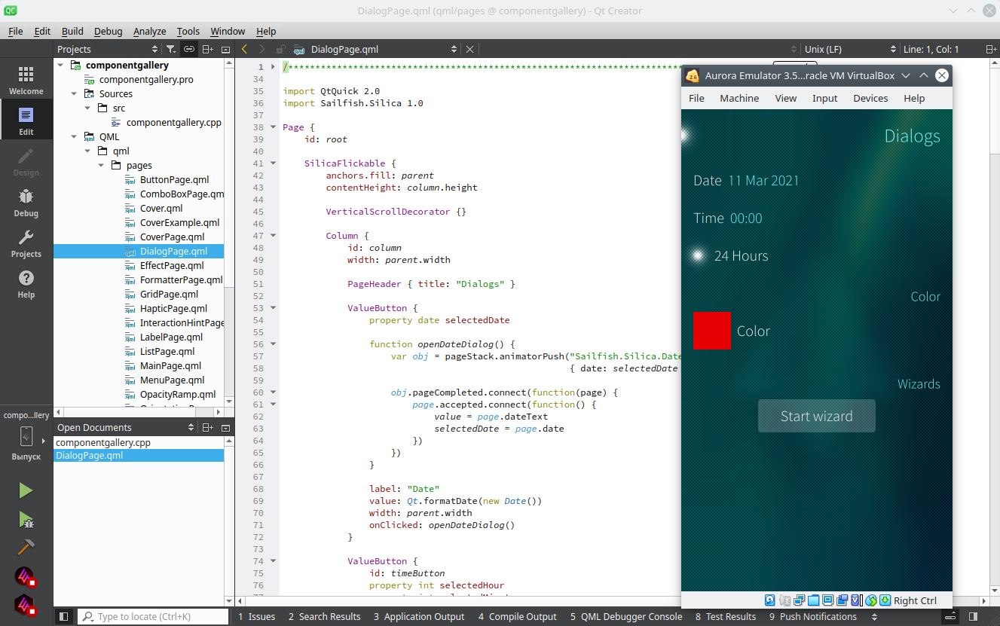 DialogPage.qml (qml/pages @ componentgallery) - Qt Creator
File Edit Build Debug Analyze Tools Window Help
Projects
DialogPage.qml
Unix (LF)
Line: 1, Col: 1
Welcome
Edit
Design
Debug
Projects
Help
compo...llery
Выпуск
componentgallery
componentgallery.pro
Sources
src
componentgallery.cpp
QML
qml
pages
ButtonPage.qml
ComboBoxPage.qm
Cover.qml
CoverExample.qml
CoverPage.qml
DialogPage.qml
EffectPage.qml
FormatterPage.qml
GridPage.qml
HapticPage.qml
InteractionHintPage
LabelPage.qml
ListPage.qml
MainPage.qml
MenuPage.qml
OpacityRamp.qml
Open Documents
componentgallery.cpp
DialogPage.qml
1
34
35 import QtQuick 2.0
36 import Sailfish.Silica 1.0
37
38 Page {
39 id: root
40
41 SilicaFlickable {
42 anchors.fill: parent
43 contentHeight: column.height
44
45 VerticalScrollDecorator {}
46
47 Column {
48 id: column
49 width: parent.width
50
51 PageHeader { title: "Dialogs" }
52
53 ValueButton {
54 property date selectedDate
55
56 function openDateDialog() {
57 var obj = pageStack.animatorPush("Sailfish.Silica.Date
58 { date: selectedDate
59
60 obj.pageCompleted.connect(function(page) {
61 page.accepted.connect(function() {
62 value = page.dateText
63 selectedDate = page.date
64 })
65 })
66 }
67
68 label: "Date"
69 value: Qt.formatDate(new Date())
70 width: parent.width
71 onClicked: openDateDialog()
72 }
73
74 ValueButton {
75 id: timeButton
76 property int selectedHour
Aurora Emulator 3.5...racle VM VirtualBox
File Machine View Input Devices Help
Dialogs
Date 11 Mar 2021
Time 00:00
24 Hours
Color
Color
Wizards
Start wizard
Right Ctrl
Type to locate (Ctrl+K)
1 Issues 2 Search Results 3 Application Output 4 Compile Output 5 QML Debugger Console 8 Test Results 9 Push Notifications